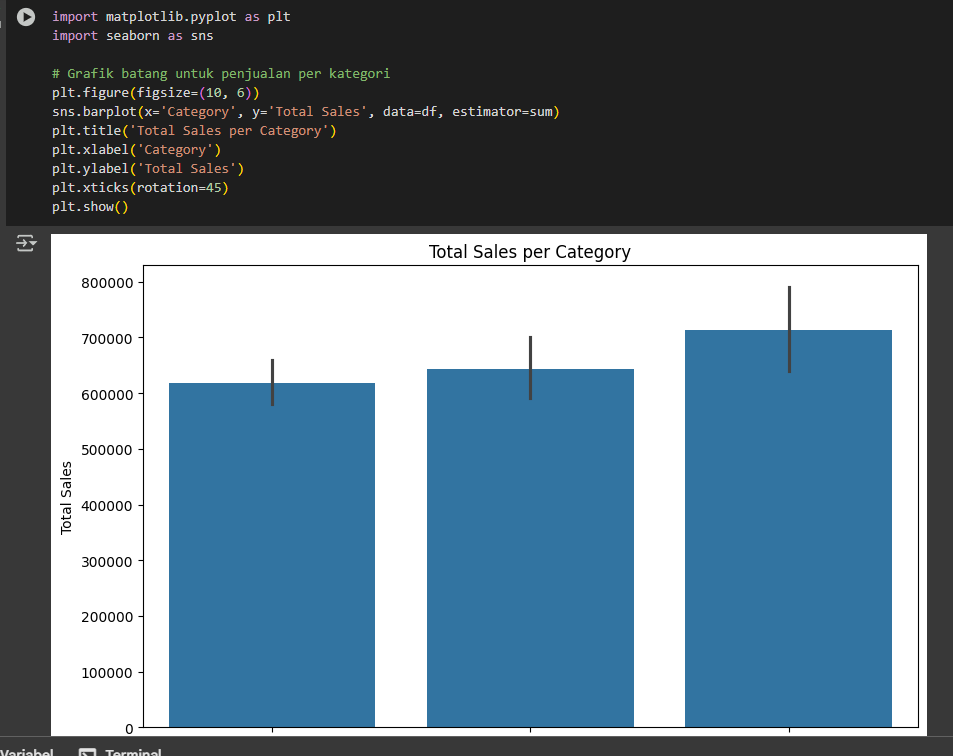 import matplotlib.pyplot as plt
import seaborn as sns
# Grafik batang untuk penjualan per kategori
plt.figure(figsize=(10, 6))
sns.barplot(x='Category', y='Total Sales', data=df, estimator=sum)
plt.title('Total Sales per Category')
plt.xlabel('Category')
plt.ylabel('Total Sales')
plt.xticks(rotation=45)
plt.show()
Total Sales per Category
800000
700000
600000
500000
400000
300000
200000
100000
0
Total Sales
Variabel
Terminal